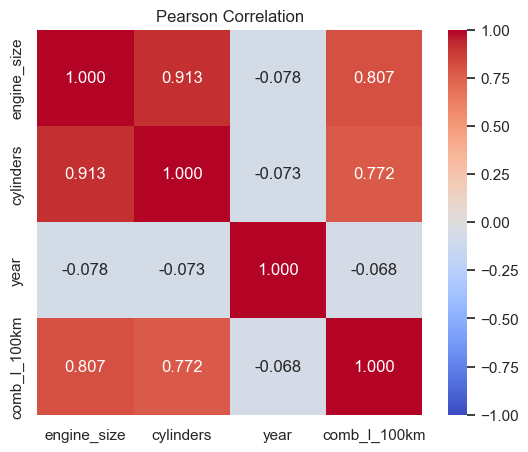 Pearson Correlation
engine_size
1.000 0.913 -0.078 0.807
cylinders
0.913 1.000 -0.073 0.772
year
-0.078 -0.073 1.000 -0.068
comb_l_100km
0.807 0.772 -0.068 1.000
engine_size cylinders year comb_l_100km
1.00
0.75
0.50
0.25
0.00
−0.25
−0.50
−0.75
−1.00